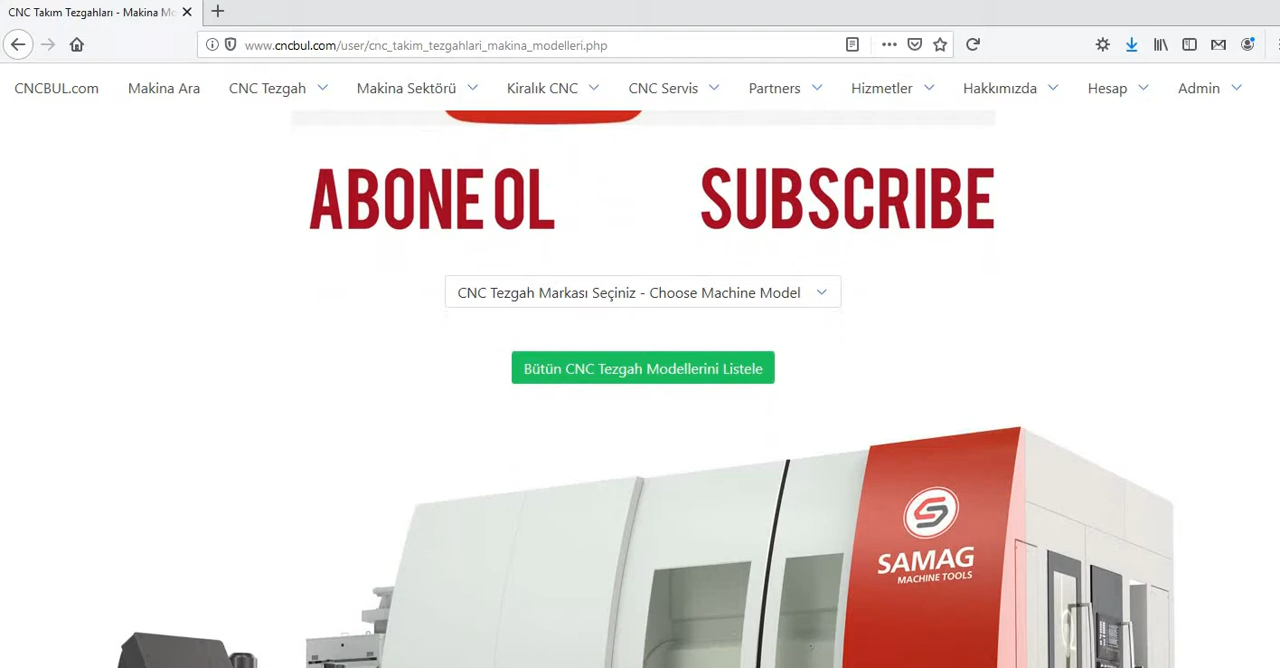 CNC Takım Tezgahları - Makina Mo
www.cncbul.com/user/cnc_takim_tezgahlari_makina_modelleri.php
CNCBUL.com Makina Ara CNC Tezgah Makina Sektörü Kiralık CNC CNC Servis Partners Hizmetler Hakkımızda Hesap Admin
ABONE OL SUBSCRIBE
CNC Tezgah Markası Seçiniz - Choose Machine Model
Bütün CNC Tezgah Modellerini Listele
SAMAG
MACHINE TOOLS